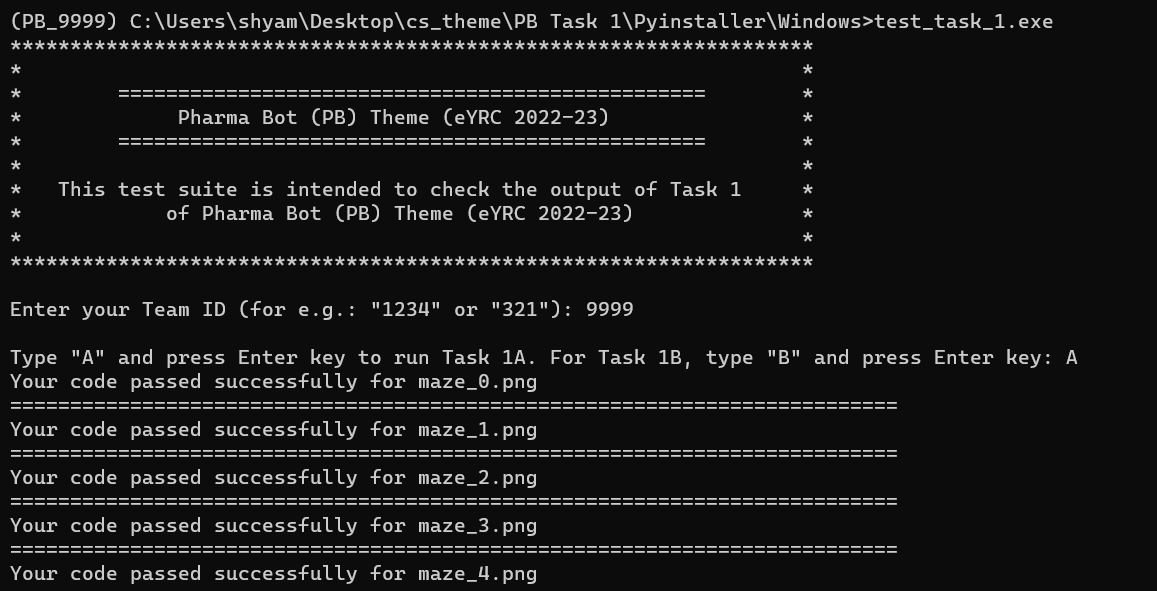 (PB_9999) C:\Users\shyam\Desktop\cs_theme\PB Task 1\Pyinstaller\Windows>test_task_1.exe
*******************************************************************
*                                                                 *
*        =================================================        *
*             Pharma Bot (PB) Theme (eYRC 2022-23)                *
*        =================================================        *
*                                                                 *
*   This test suite is intended to check the output of Task 1     *
*            of Pharma Bot (PB) Theme (eYRC 2022-23)              *
*                                                                 *
*******************************************************************
Enter your Team ID (for e.g.: "1234" or "321"): 9999
Type "A" and press Enter key to run Task 1A. For Task 1B, type "B" and press Enter key: A
Your code passed successfully for maze_0.png
==========================================================================
Your code passed successfully for maze_1.png
==========================================================================
Your code passed successfully for maze_2.png
==========================================================================
Your code passed successfully for maze_3.png
==========================================================================
Your code passed successfully for maze_4.png